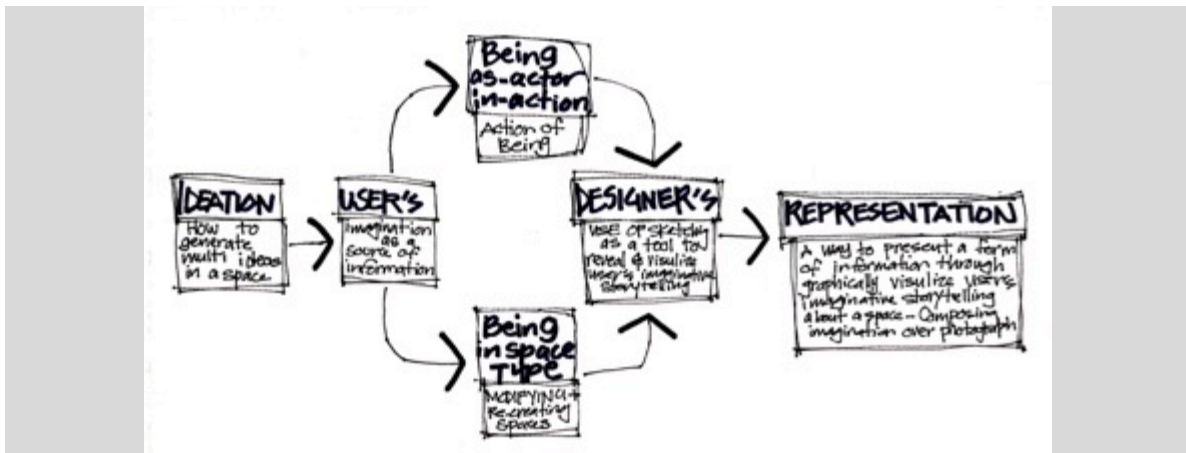 IDEATION
How to
generate
multi ideas
in a space
USER'S
imagination
as a
source of
information
Being
as-actor
in-action
Action of
Being
Being
in space
Type
MODIFYING +
Re.creating
spaces
DESIGNER'S
USE OF sketching
as a tool to
reveal & visulize
user's imaginative
storytelling
REPRESENTATION
A way to present a form
of information through
graphically visulize users
imaginative storytelling
about a space - Composing
imagination over photograph